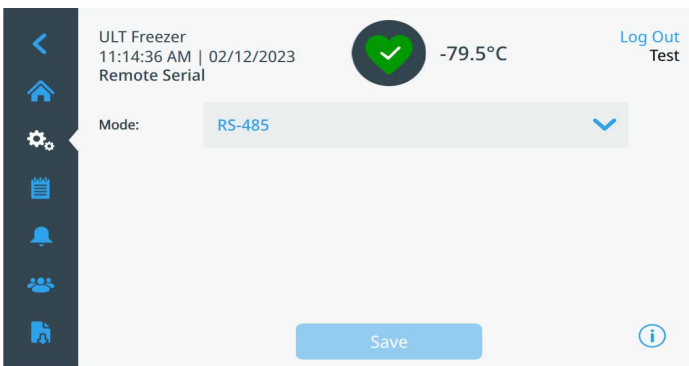 ULT Freezer
11:14:36 AM | 02/12/2023
Remote Serial
-79.5°C
Log Out
Test
Mode:
RS-485
Save